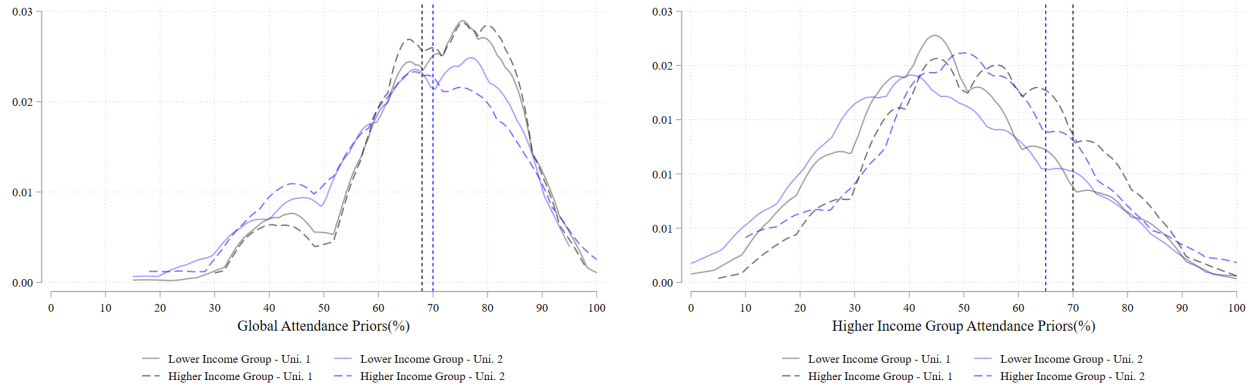 0.03
0.02
0.01
0.00
0 10 20 30 40 50 60 70 80 90 100
Global Attendance Priors(%)
Lower Income Group - Uni. 1 Lower Income Group - Uni. 2
Higher Income Group - Uni. 1 Higher Income Group - Uni. 2
0.03
0.02
0.01
0.01
0.01
0.00
0 10 20 30 40 50 60 70 80 90 100
Higher Income Group Attendance Priors(%)
Lower Income Group - Uni. 1 Lower Income Group - Uni. 2
Higher Income Group - Uni. 1 Higher Income Group - Uni. 2